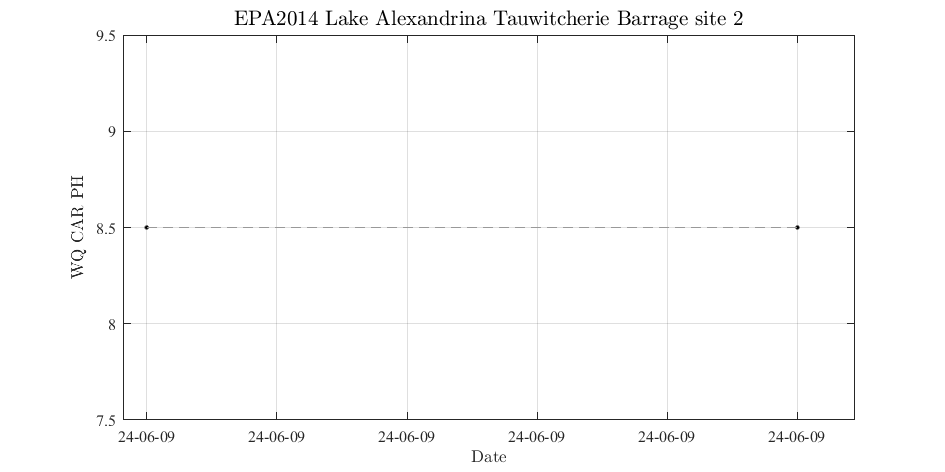 EPA2014 Lake Alexandrina Tauwitcherie Barrage site 2
9.5
9
8.5
8
7.5
WQ CAR PH
24-06-09 24-06-09 24-06-09 24-06-09 24-06-09 24-06-09
Date